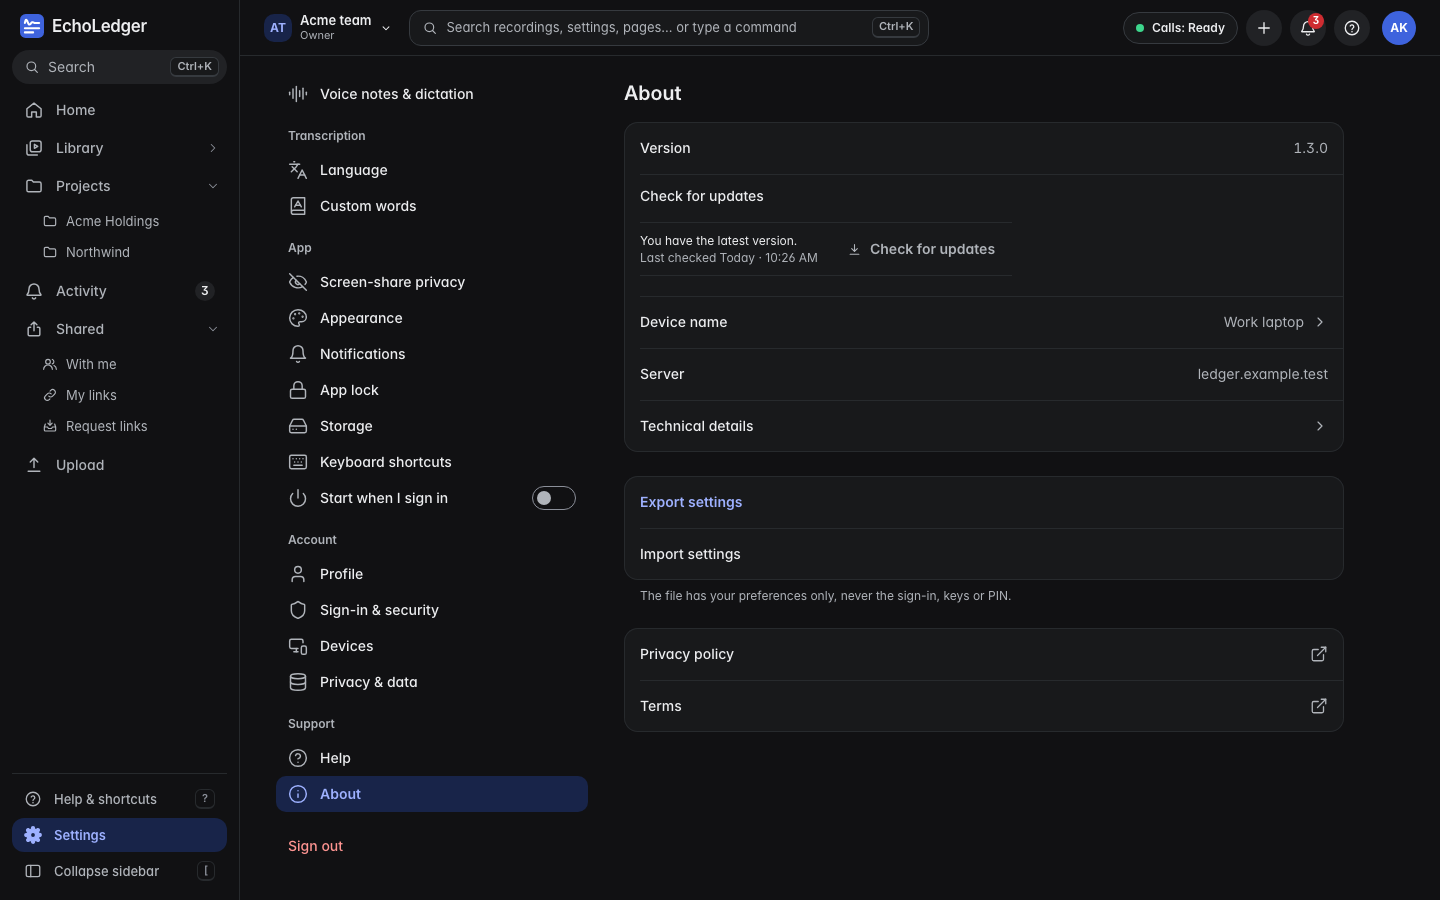 EchoLedger
Search Ctrl+K
Home
Library
Projects
Acme Holdings
Northwind
Activity 3
Shared
With me
My links
Request links
Upload
Help & shortcuts ?
Settings
Collapse sidebar [
AT Acme team
Owner
Search recordings, settings, pages... or type a command Ctrl+K
Calls: Ready
3
AK
Voice notes & dictation
Transcription
Language
Custom words
App
Screen-share privacy
Appearance
Notifications
App lock
Storage
Keyboard shortcuts
Start when I sign in
Account
Profile
Sign-in & security
Devices
Privacy & data
Support
Help
About
Sign out
About
Version 1.3.0
Check for updates
You have the latest version.
Last checked Today · 10:26 AM
Check for updates
Device name Work laptop
Server ledger.example.test
Technical details
Export settings
Import settings
The file has your preferences only, never the sign-in, keys or PIN.
Privacy policy
Terms